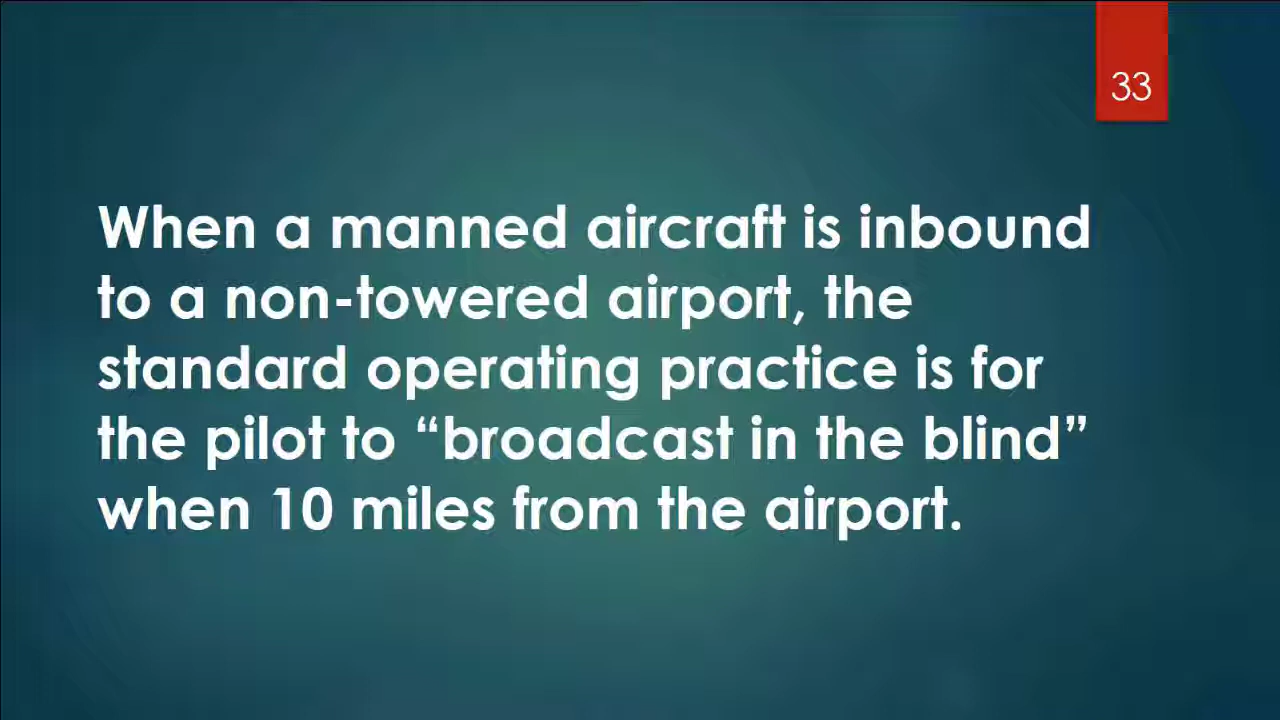 33
When a manned aircraft is inbound
to a non-towered airport, the
standard operating practice is for
the pilot to “broadcast in the blind”
when 10 miles from the airport.